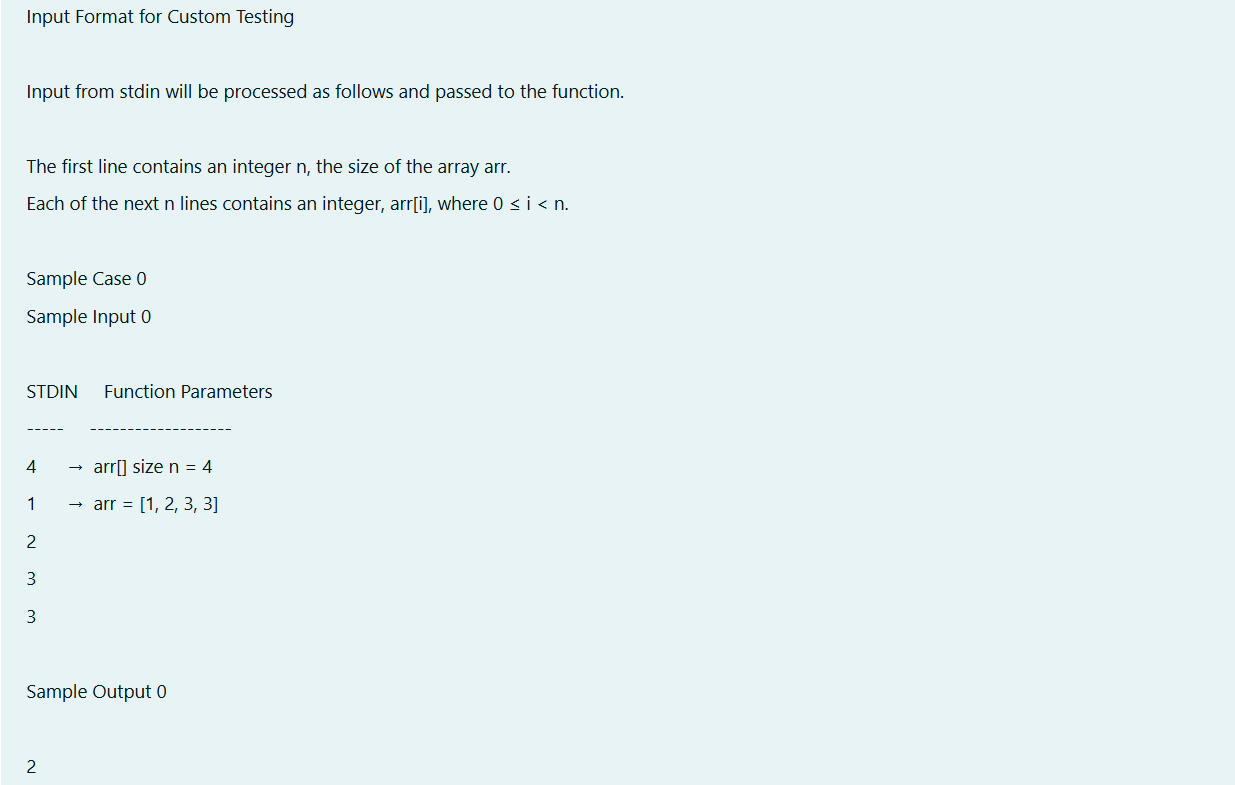 Input Format for Custom Testing
Input from stdin will be processed as follows and passed to the function.
The first line contains an integer n, the size of the array arr.
Each of the next n lines contains an integer, arr[i], where 0 ≤ i < n.
Sample Case 0
Sample Input 0
STDIN Function Parameters
----- -------------------
4 → arr[] size n = 4
1 → arr = [1, 2, 3, 3]
2
3
3
Sample Output 0
2